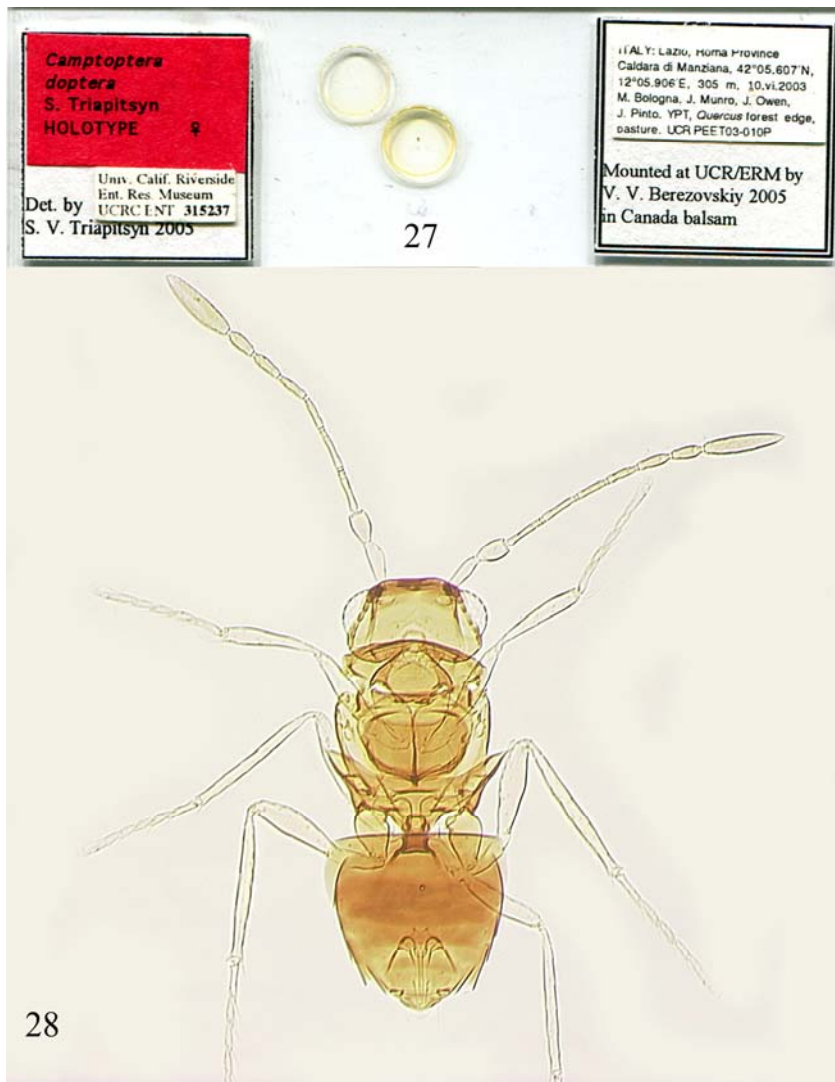 Camptoptera
doptera
S. Triapitsyn
HOLOTYPE ♀
Univ. Calif. Riverside
Ent. Res. Museum
UCRC ENT 315237
Det. by
S. V. Triapitsyn 2005
27
ITALY: Lazio, Roma Province
Caldara di Manziana, 42°05.607'N,
12°05.906'E, 305 m, 10.vi.2003
M. Bologna, J. Munro, J. Owen,
J. Pinto, YPT, Quercus forest edge,
pasture. UCR PEET03-010P
Mounted at UCR/ERM by
V. V. Berezovskiy 2005
in Canada balsam
28